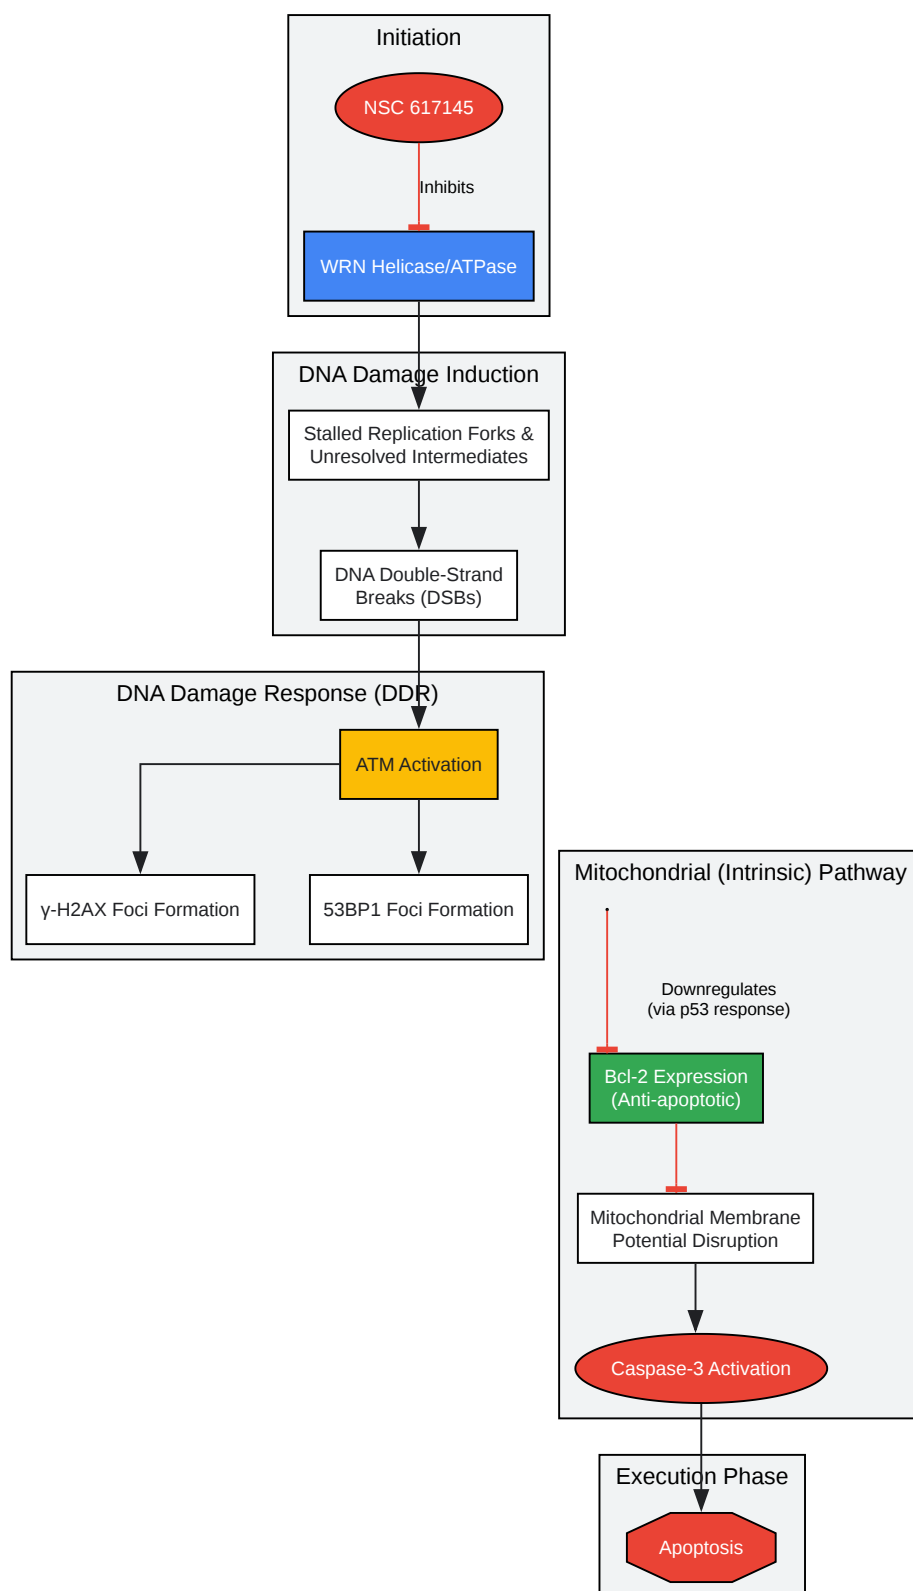 Initiation
NSC 617145
Inhibits
WRN Helicase/ATPase
DNA Damage Induction
Stalled Replication Forks &
Unresolved Intermediates
DNA Double-Strand
Breaks (DSBs)
DNA Damage Response (DDR)
ATM Activation
γ-H2AX Foci Formation
53BP1 Foci Formation
Mitochondrial (Intrinsic) Pathway
Downregulates
(via p53 response)
Bcl-2 Expression
(Anti-apoptotic)
Mitochondrial Membrane
Potential Disruption
Caspase-3 Activation
Execution Phase
Apoptosis